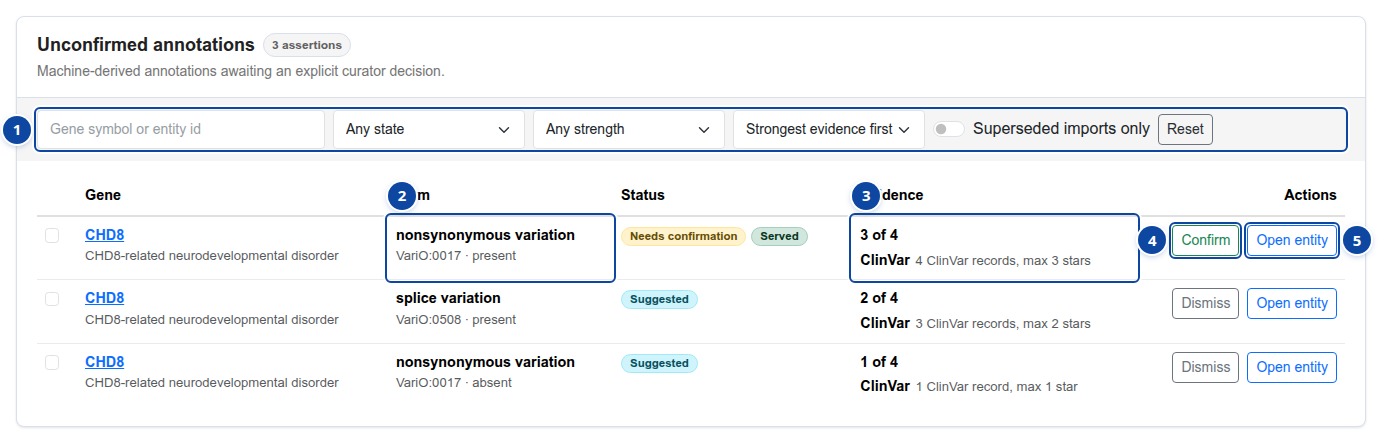 Unconfirmed annotations 3 assertions
Machine-derived annotations awaiting an explicit curator decision.
1 Gene symbol or entity id Any state Any strength Strongest evidence first Superseded imports only Reset
Gene 2 m Status 3 dence Actions
CHD8 nonsynonymous variation Needs confirmation Served 3 of 4 4 Confirm Open entity 5
CHD8-related neurodevelopmental disorder VariO:0017 · present ClinVar 4 ClinVar records, max 3 stars
CHD8 splice variation Suggested 2 of 4 Dismiss Open entity
CHD8-related neurodevelopmental disorder VariO:0508 · present ClinVar 3 ClinVar records, max 2 stars
CHD8 nonsynonymous variation Suggested 1 of 4 Dismiss Open entity
CHD8-related neurodevelopmental disorder VariO:0017 · absent ClinVar 1 ClinVar record, max 1 star